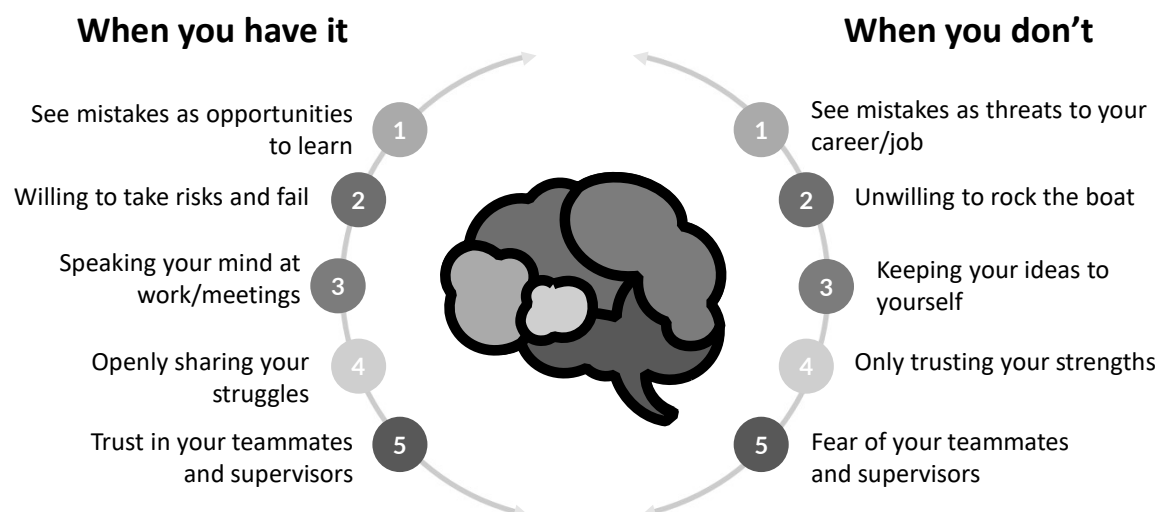 When you have it
1
See mistakes as opportunities
to learn
2
Willing to take risks and fail
3
Speaking your mind at
work/meetings
4
Openly sharing your
struggles
5
Trust in your teammates
and supervisors
When you don’t
1
See mistakes as threats to your
career/job
2
Unwilling to rock the boat
3
Keeping your ideas to
yourself
4
Only trusting your strengths
5
Fear of your teammates
and supervisors